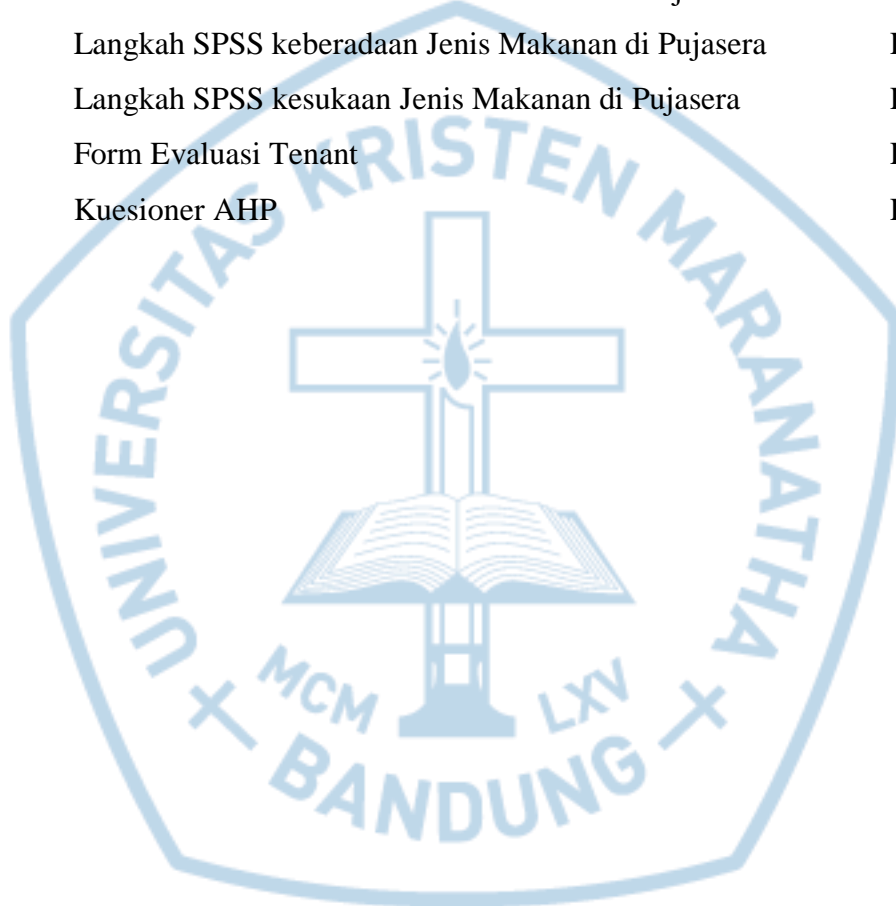 Langkah SPSS keberadaan Jenis Makanan di Pujasera
Langkah SPSS kesukaan Jenis Makanan di Pujasera
Form Evaluasi Tenant
Kuesioner AHP
UNIVERSITAS KRISTEN MARANATHA
MCM LXV
BANDUNG